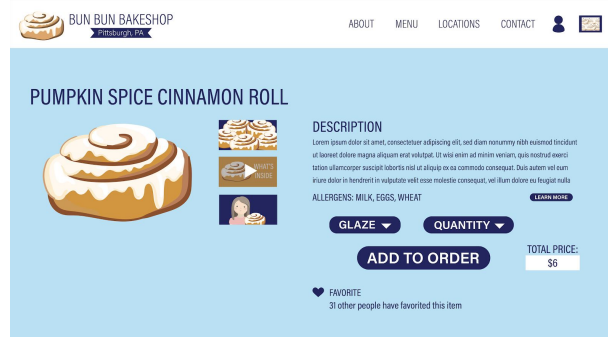 BUN BUN BAKESHOP
Pittsburgh, PA
ABOUT MENU LOCATIONS CONTACT
PUMPKIN SPICE CINNAMON ROLL
WHAT'S
INSIDE
DESCRIPTION
Lorem ipsum dolor sit amet, consectetuer adipiscing elit, sed diam nonummy nibh euismod tincidunt
ut laoreet dolore magna aliquam erat volutpat. Ut wisi enim ad minim veniam, quis nostrud exerci
tation ullamcorper suscipit lobortis nisl ut aliquip ex ea commodo consequat. Duis autem vel eum
iriure dolor in hendrerit in vulputate velit esse molestie consequat, vel illum dolore eu feugiat nulla
ALLERGENS: MILK, EGGS, WHEAT
LEARN MORE
GLAZE QUANTITY
ADD TO ORDER
TOTAL PRICE:
$6
FAVORITE
31 other people have favorited this item